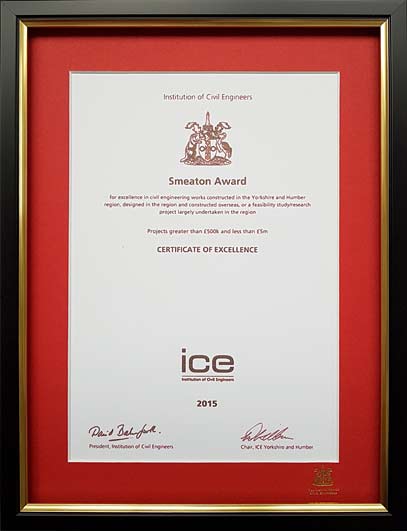 Institution of Civil Engineers
Smeaton Award
for excellence in civil engineering works constructed in the Yorkshire and Humber
region, designed in the region and constructed overseas, or a feasibility study/research
project largely undertaken in the region
Projects greater than £500k and less than £5m
CERTIFICATE OF EXCELLENCE
ice
Institution of Civil Engineers
2015
President, Institution of Civil Engineers
Chair, ICE Yorkshire and Humber